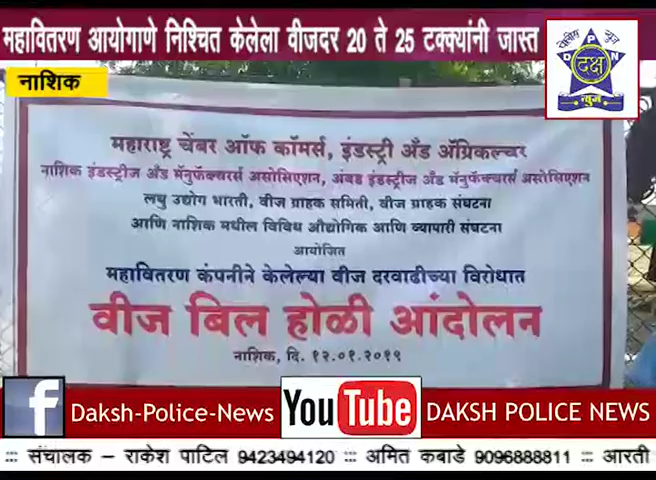 महावितरण आयोगाणे निश्चित केलेला वीजदर 20 ते 25 टक्क्यांनी जास्त
पोलीस
D P N
न्यूज
दक्ष
न्युज
नाशिक
महाराष्ट्र चेंबर ऑफ कॉमर्स, इंडस्ट्री अँड अॅग्रिकल्चर
नाशिक इंडस्ट्रीज अँड मॅनुफॅक्चरर्स असोसिएशन, अंबड इंडस्ट्रीज अँड मॅनुफॅक्चरर्स असोसिएशन
लघु उद्योग भारती, वीज ग्राहक समिती, वीज ग्राहक संघटना
आणि नाशिक मधील विविध औद्योगिक आणि व्यापारी संघटना
आयोजित
महावितरण कंपनीने केलेल्या वीज दरवाढीच्या विरोधात
वीज बिल होळी आंदोलन
नाशिक, दि. १२.०१.२०१९
f Daksh-Police-News YouTube DAKSH POLICE NEWS
::: संचालक – राकेश पाटिल 9423494120 ::: अमित कबाडे 9096888811 ::: आरती